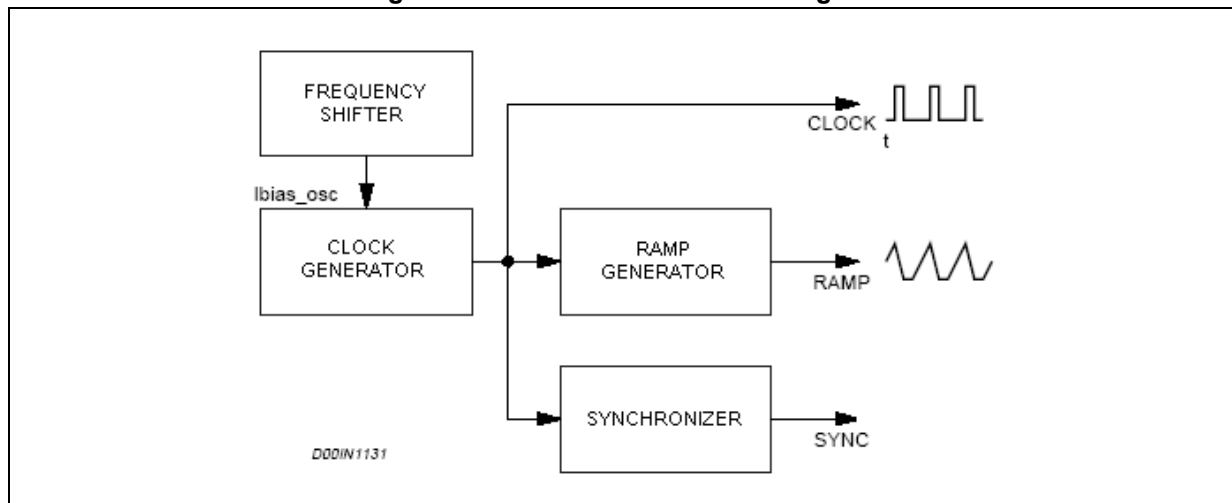 FREQUENCY
SHIFTER
CLOCK
t
Ibias_osc
CLOCK
GENERATOR
RAMP
GENERATOR
RAMP
SYNCHRONIZER
SYNC
D00IN1131